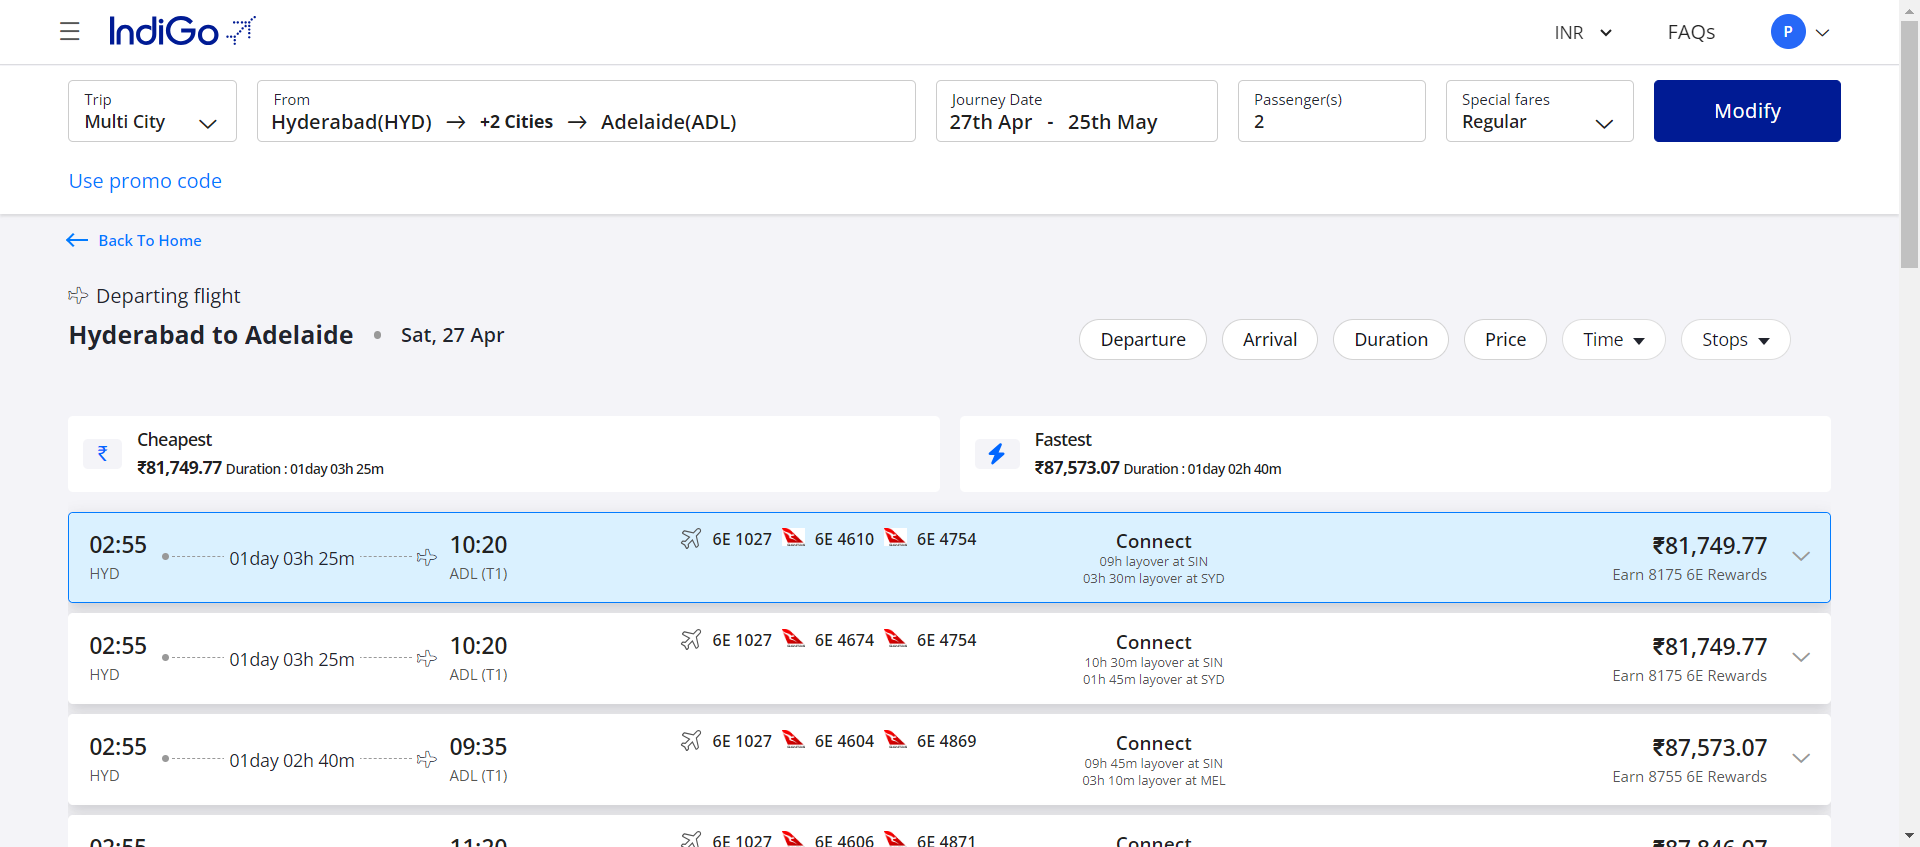 IndiGo
INR
FAQs
P
Trip
Multi City
From
Hyderabad(HYD) → +2 Cities → Adelaide(ADL)
Journey Date
27th Apr - 25th May
Passenger(s)
2
Special fares
Regular
Modify
Use promo code
← Back To Home
Departing flight
Hyderabad to Adelaide • Sat, 27 Apr
Departure
Arrival
Duration
Price
Time
Stops
₹
Cheapest
₹81,749.77 Duration : 01day 03h 25m
Fastest
₹87,573.07 Duration : 01day 02h 40m
02:55
HYD
01day 03h 25m
10:20
ADL (T1)
6E 1027 6E 4610 6E 4754
Connect
09h layover at SIN
03h 30m layover at SYD
₹81,749.77
Earn 8175 6E Rewards
02:55
HYD
01day 03h 25m
10:20
ADL (T1)
6E 1027 6E 4674 6E 4754
Connect
10h 30m layover at SIN
01h 45m layover at SYD
₹81,749.77
Earn 8175 6E Rewards
02:55
HYD
01day 02h 40m
09:35
ADL (T1)
6E 1027 6E 4604 6E 4869
Connect
09h 45m layover at SIN
03h 10m layover at MEL
₹87,573.07
Earn 8755 6E Rewards
02:55
11:20
6E 1027 6E 4606 6E 4871
Connect
₹87,846.07